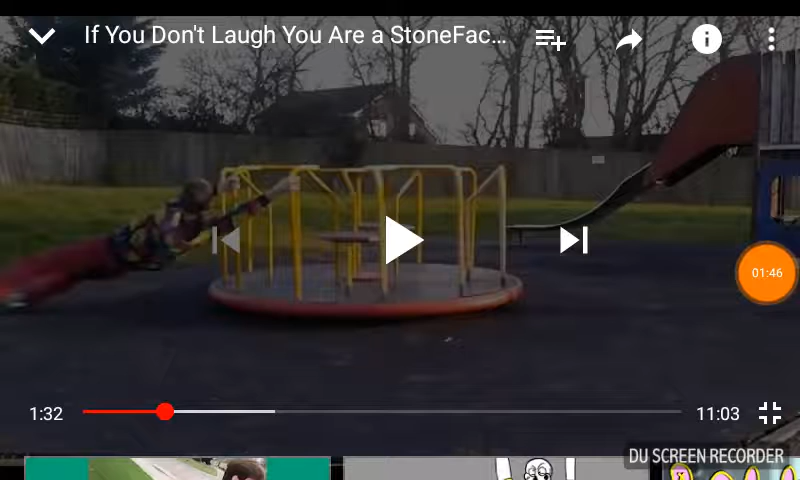 If You Don't Laugh You Are a StoneFac...
01:46
1:32
11:03
DU SCREEN RECORDER